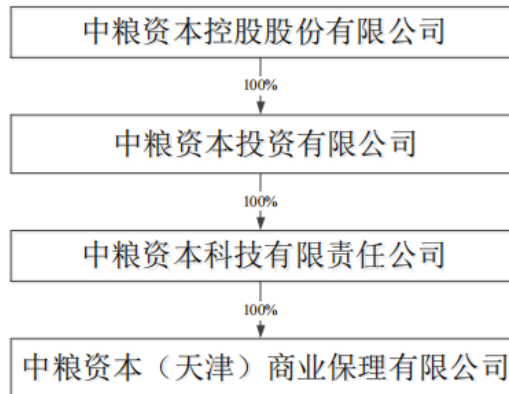 中粮资本控股股份有限公司
100%
中粮资本投资有限公司
100%
中粮资本科技有限责任公司
100%
中粮资本（天津）商业保理有限公司